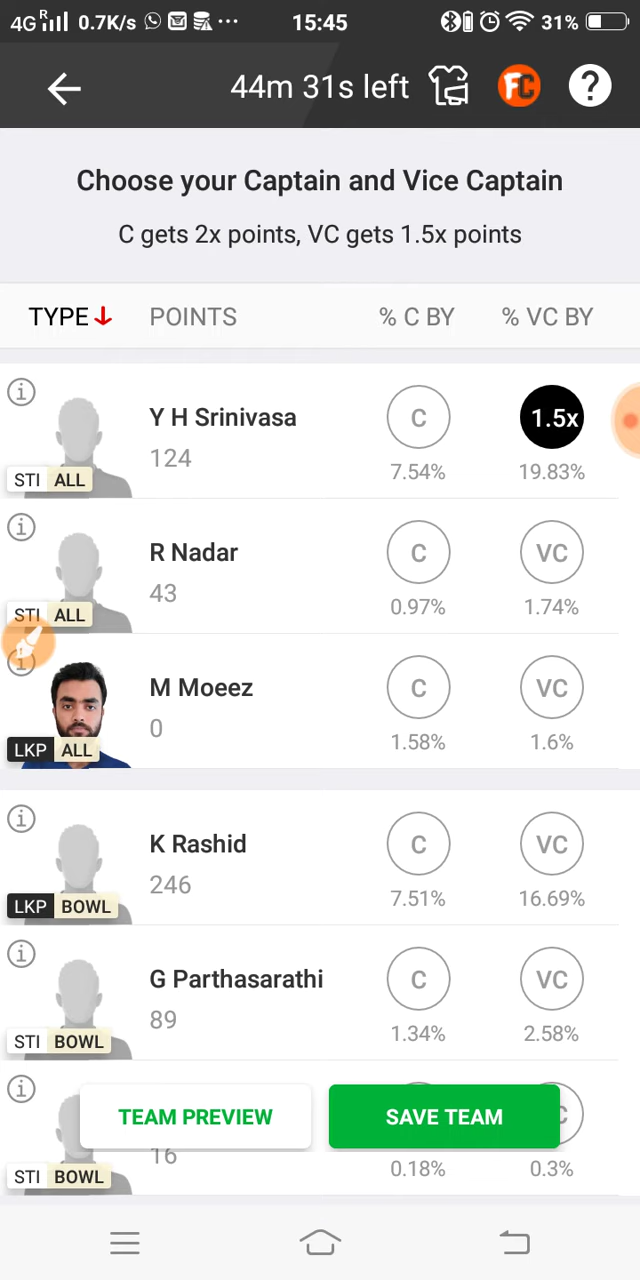 4G R 0.7K/s ... 15:45 31%
44m 31s left FC ?
Choose your Captain and Vice Captain
C gets 2x points, VC gets 1.5x points
TYPE POINTS % C BY % VC BY
i Y H Srinivasa C 1.5x
124 7.54% 19.83%
STI ALL
i R Nadar C VC
43 0.97% 1.74%
STI ALL
i M Moeez C VC
0 1.58% 1.6%
LKP ALL
i K Rashid C VC
246 7.51% 16.69%
LKP BOWL
i G Parthasarathi C VC
89 1.34% 2.58%
STI BOWL
i TEAM PREVIEW SAVE TEAM C
16 0.18% 0.3%
STI BOWL